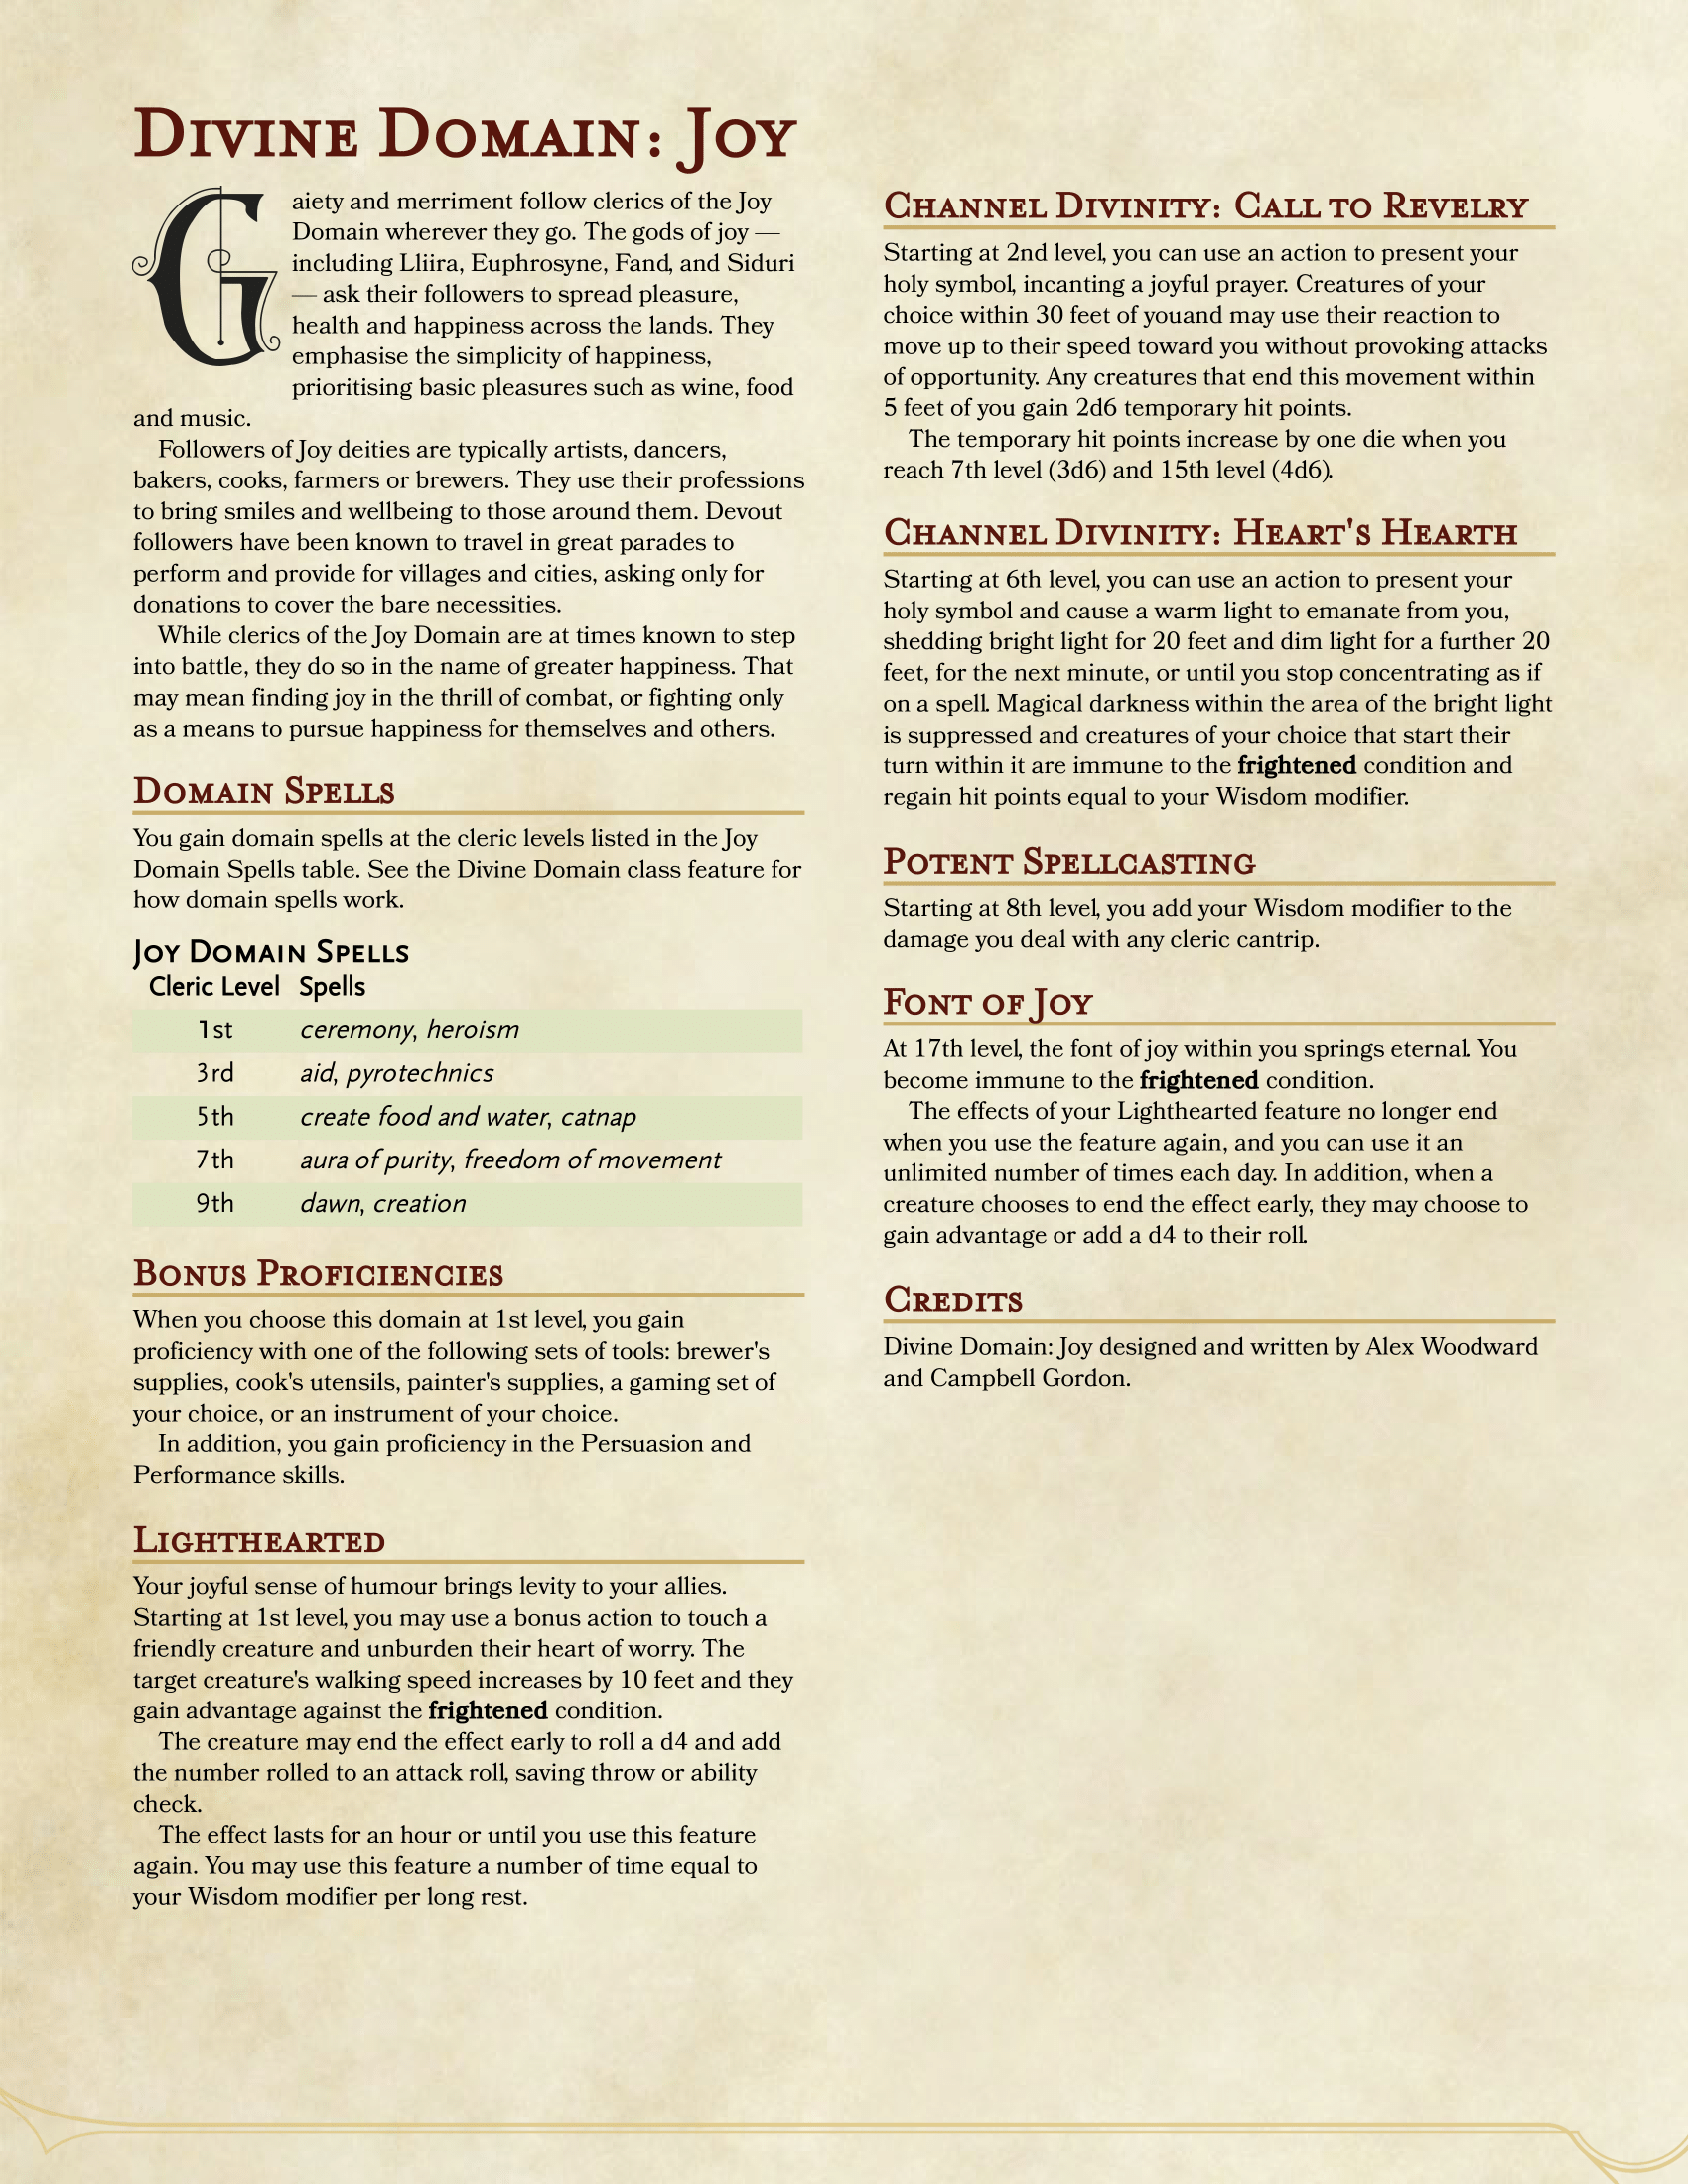 Divine Domain: Joy
Gaiety and merriment follow clerics of the Joy
Domain wherever they go. The gods of joy —
including Lliira, Euphrosyne, Fand, and Siduri
— ask their followers to spread pleasure,
health and happiness across the lands. They
emphasise the simplicity of happiness,
prioritising basic pleasures such as wine, food
and music.
Followers of Joy deities are typically artists, dancers,
bakers, cooks, farmers or brewers. They use their professions
to bring smiles and wellbeing to those around them. Devout
followers have been known to travel in great parades to
perform and provide for villages and cities, asking only for
donations to cover the bare necessities.
While clerics of the Joy Domain are at times known to step
into battle, they do so in the name of greater happiness. That
may mean finding joy in the thrill of combat, or fighting only
as a means to pursue happiness for themselves and others.
Domain Spells
You gain domain spells at the cleric levels listed in the Joy
Domain Spells table. See the Divine Domain class feature for
how domain spells work.
Joy Domain Spells
Cleric Level Spells
1st ceremony, heroism
3rd aid, pyrotechnics
5th create food and water, catnap
7th aura of purity, freedom of movement
9th dawn, creation
Bonus Proficiencies
When you choose this domain at 1st level, you gain
proficiency with one of the following sets of tools: brewer's
supplies, cook's utensils, painter's supplies, a gaming set of
your choice, or an instrument of your choice.
In addition, you gain proficiency in the Persuasion and
Performance skills.
Lighthearted
Your joyful sense of humour brings levity to your allies.
Starting at 1st level, you may use a bonus action to touch a
friendly creature and unburden their heart of worry. The
target creature's walking speed increases by 10 feet and they
gain advantage against the frightened condition.
The creature may end the effect early to roll a d4 and add
the number rolled to an attack roll, saving throw or ability
check.
The effect lasts for an hour or until you use this feature
again. You may use this feature a number of time equal to
your Wisdom modifier per long rest.
Channel Divinity: Call to Revelry
Starting at 2nd level, you can use an action to present your
holy symbol, incanting a joyful prayer. Creatures of your
choice within 30 feet of youand may use their reaction to
move up to their speed toward you without provoking attacks
of opportunity. Any creatures that end this movement within
5 feet of you gain 2d6 temporary hit points.
The temporary hit points increase by one die when you
reach 7th level (3d6) and 15th level (4d6).
Channel Divinity: Heart's Hearth
Starting at 6th level, you can use an action to present your
holy symbol and cause a warm light to emanate from you,
shedding bright light for 20 feet and dim light for a further 20
feet, for the next minute, or until you stop concentrating as if
on a spell. Magical darkness within the area of the bright light
is suppressed and creatures of your choice that start their
turn within it are immune to the frightened condition and
regain hit points equal to your Wisdom modifier.
Potent Spellcasting
Starting at 8th level, you add your Wisdom modifier to the
damage you deal with any cleric cantrip.
Font of Joy
At 17th level, the font of joy within you springs eternal. You
become immune to the frightened condition.
The effects of your Lighthearted feature no longer end
when you use the feature again, and you can use it an
unlimited number of times each day. In addition, when a
creature chooses to end the effect early, they may choose to
gain advantage or add a d4 to their roll.
Credits
Divine Domain: Joy designed and written by Alex Woodward
and Campbell Gordon.